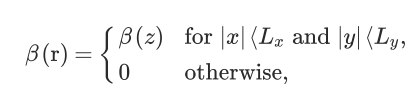 β(r) = { β(z) for |x| ⟨L_x and |y| ⟨L_y,
0 otherwise,